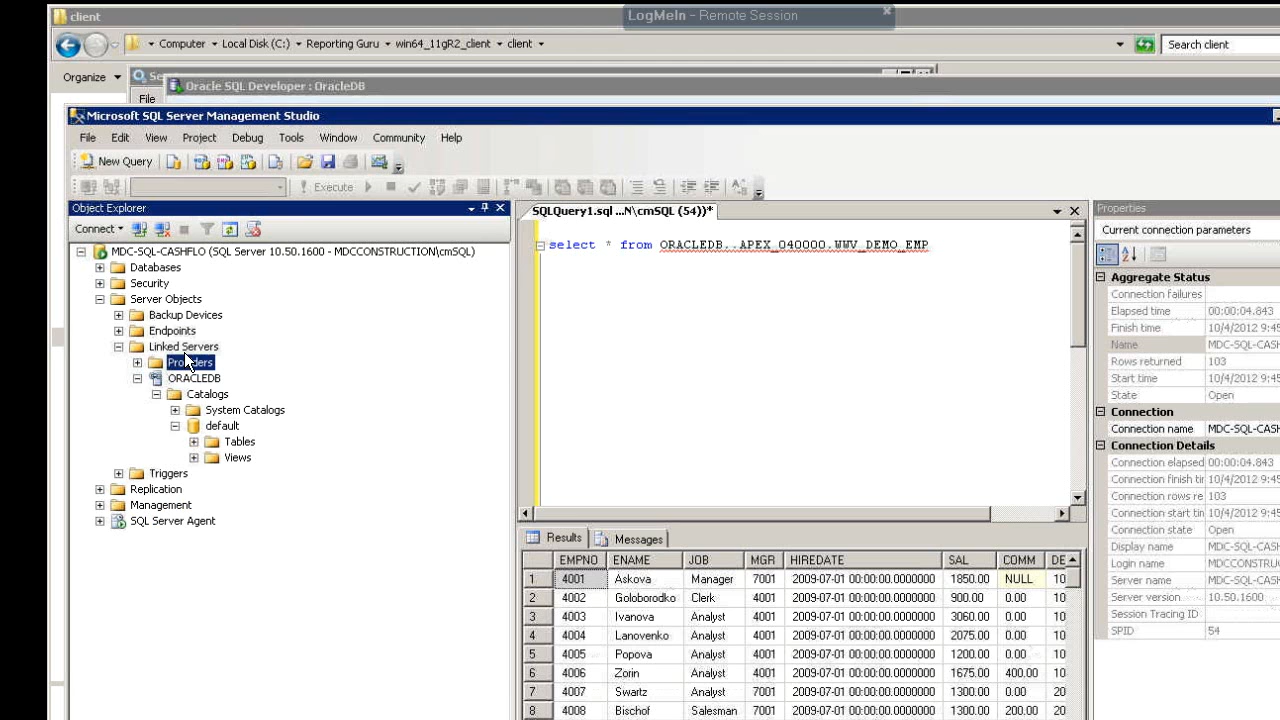 client
LogMeIn - Remote Session
Computer Local Disk (C:) Reporting Guru win64_11gR2_client client
Search client
Organize
Se
Oracle SQL Developer : OracleDB
File
Microsoft SQL Server Management Studio
File Edit View Project Debug Tools Window Community Help
New Query
Execute
Object Explorer
Connect
MDC-SQL-CASHFLO (SQL Server 10.50.1600 - MDCCONSTRUCTION\cmSQL)
Databases
Security
Server Objects
Backup Devices
Endpoints
Linked Servers
Providers
ORACLEDB
Catalogs
System Catalogs
default
Tables
Views
Triggers
Replication
Management
SQL Server Agent
SQLQuery1.sql ...N\cmSQL (54))*
select * from ORACLEDB..APEX_040000.WWV_DEMO_EMP
Results Messages
EMPNO ENAME JOB MGR HIREDATE SAL COMM DE
1 4001 Askova Manager 7001 2009-07-01 00:00:00.0000000 1850.00 NULL 10
2 4002 Goloborodko Clerk 4001 2009-07-01 00:00:00.0000000 900.00 0.00 10
3 4003 Ivanova Analyst 4001 2009-07-01 00:00:00.0000000 3060.00 0.00 10
4 4004 Lanovenko Analyst 4001 2009-07-01 00:00:00.0000000 2075.00 0.00 10
5 4005 Popova Analyst 4001 2009-07-01 00:00:00.0000000 1200.00 0.00 10
6 4006 Zorin Analyst 4001 2009-07-01 00:00:00.0000000 1675.00 400.00 10
7 4007 Swartz Analyst 7001 2009-07-01 00:00:00.0000000 1300.00 0.00 20
8 4008 Bischof Salesman 7001 2009-07-01 00:00:00.0000000 1300.00 200.00 20
Properties
Current connection parameters
Aggregate Status
Connection failures
Elapsed time 00:00:04.843
Finish time 10/4/2012 9:45
Name MDC-SQL-CASH
Rows returned 103
Start time 10/4/2012 9:45
State Open
Connection
Connection name MDC-SQL-CASH
Connection Details
Connection elapsed 00:00:04.843
Connection finish tir 10/4/2012 9:45
Connection rows re 103
Connection start tin 10/4/2012 9:45
Connection state Open
Display name MDC-SQL-CASH
Login name MDCCONSTRU
Server name MDC-SQL-CASH
Server version 10.50.1600
Session Tracing ID
SPID 54